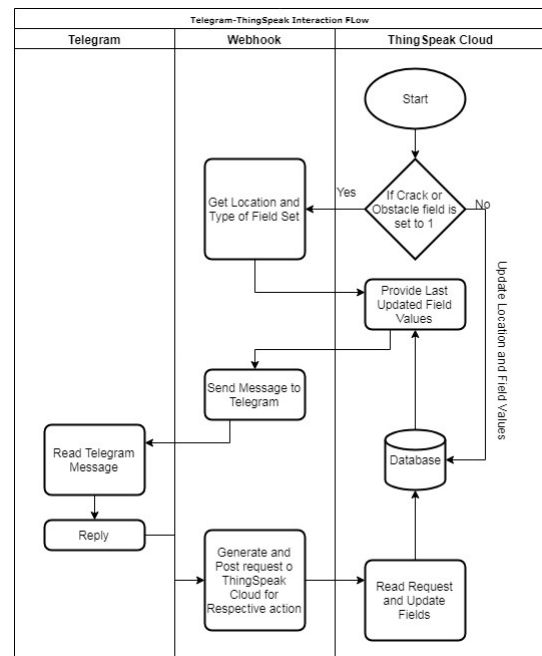 Telegram-ThingSpeak Interaction FLow
Telegram
Webhook
ThingSpeak Cloud
Start
If Crack or
Obstacle field is
set to 1
Yes
No
Get Location and
Type of Field Set
Update Location and Field Values
Provide Last
Updated Field
Values
Send Message to
Telegram
Read Telegram
Message
Database
Reply
Generate and
Post request o
ThingSpeak
Cloud for
Respective action
Read Request
and Update
Fields